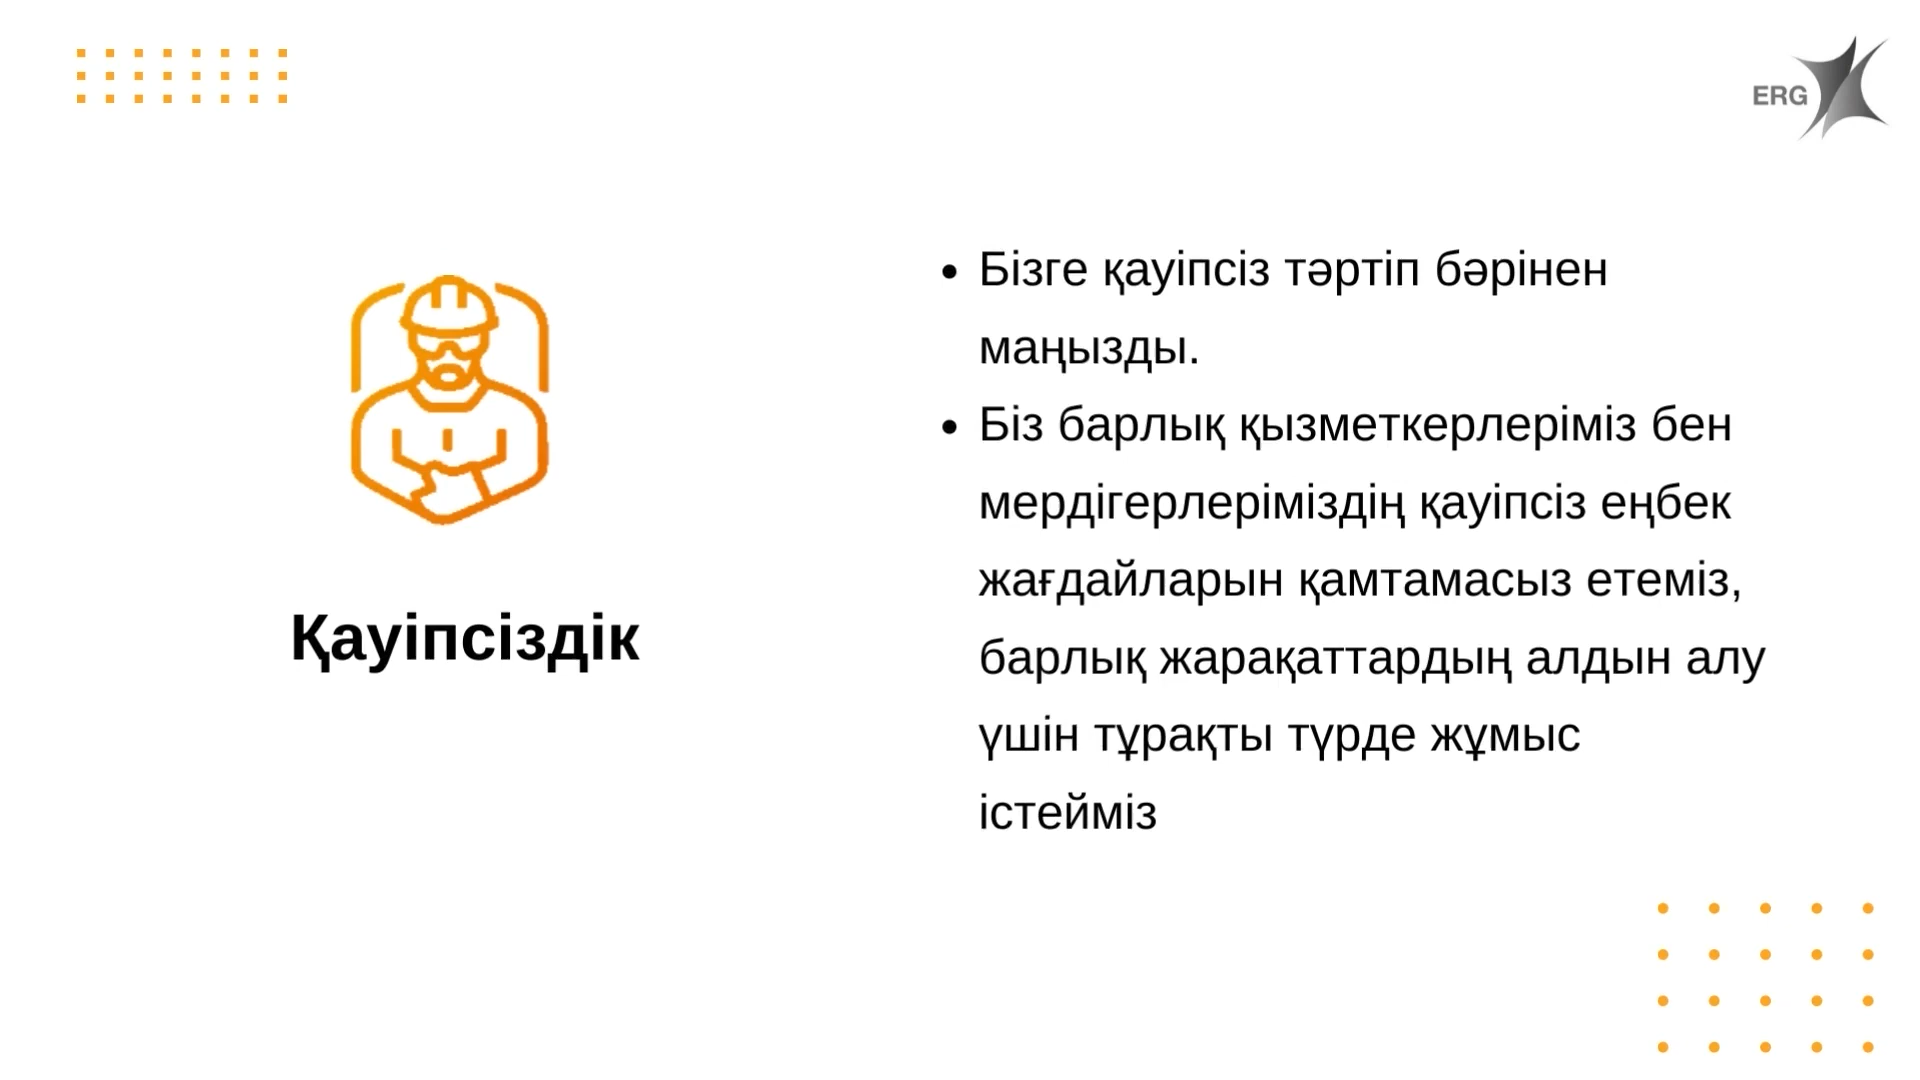 ERG
Қауіпсіздік
• Бізге қауіпсіз тәртіп бәрінен
маңызды.
• Біз барлық қызметкерлеріміз бен
мердігерлеріміздің қауіпсіз еңбек
жағдайларын қамтамасыз етеміз,
барлық жарақаттардың алдын алу
үшін тұрақты түрде жұмыс
істейміз